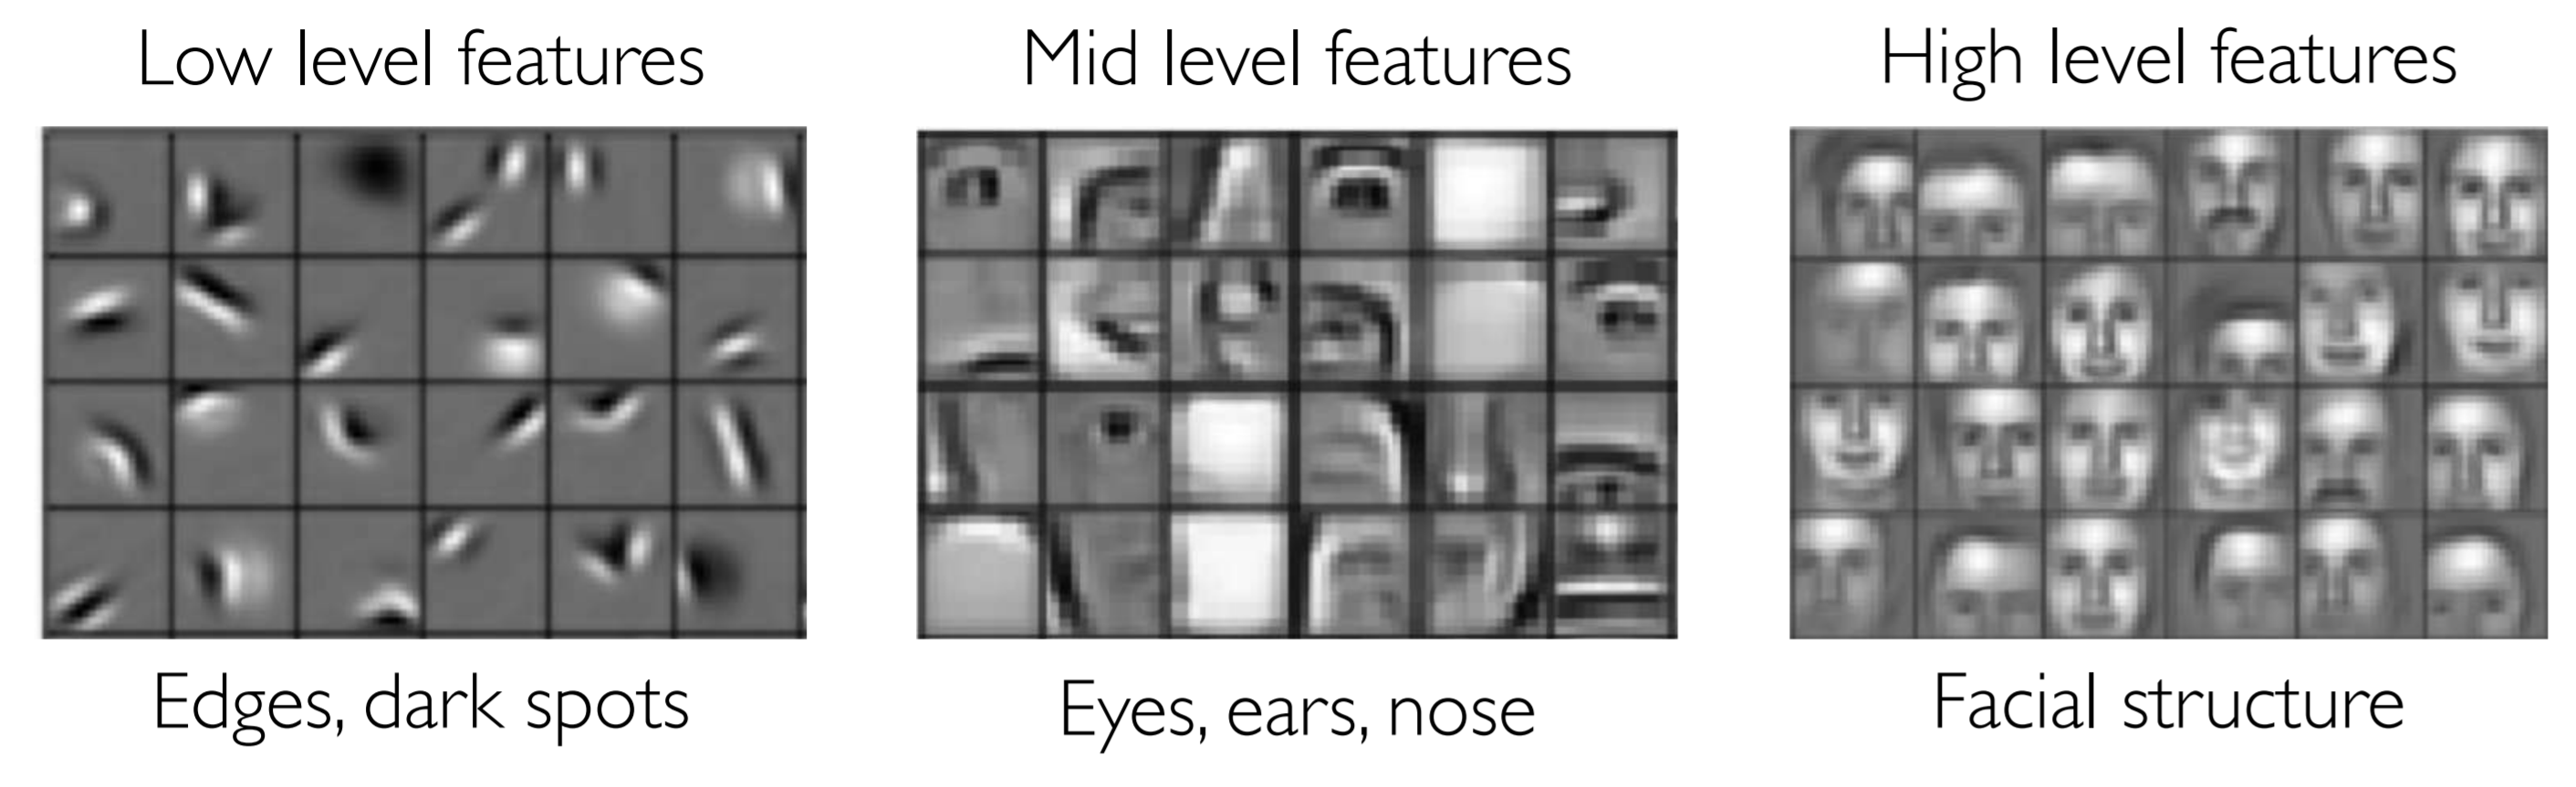 Low level features
Mid level features
High level features
Edges, dark spots
Eyes, ears, nose
Facial structure